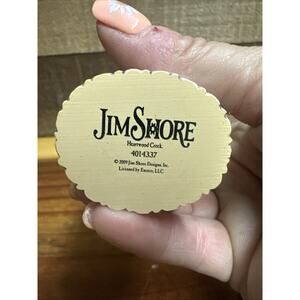 JIM SHORE
Heartwood Creek
4014337
© 2009 Jim Shore Designs, Inc.
Licensed by Enesco, LLC